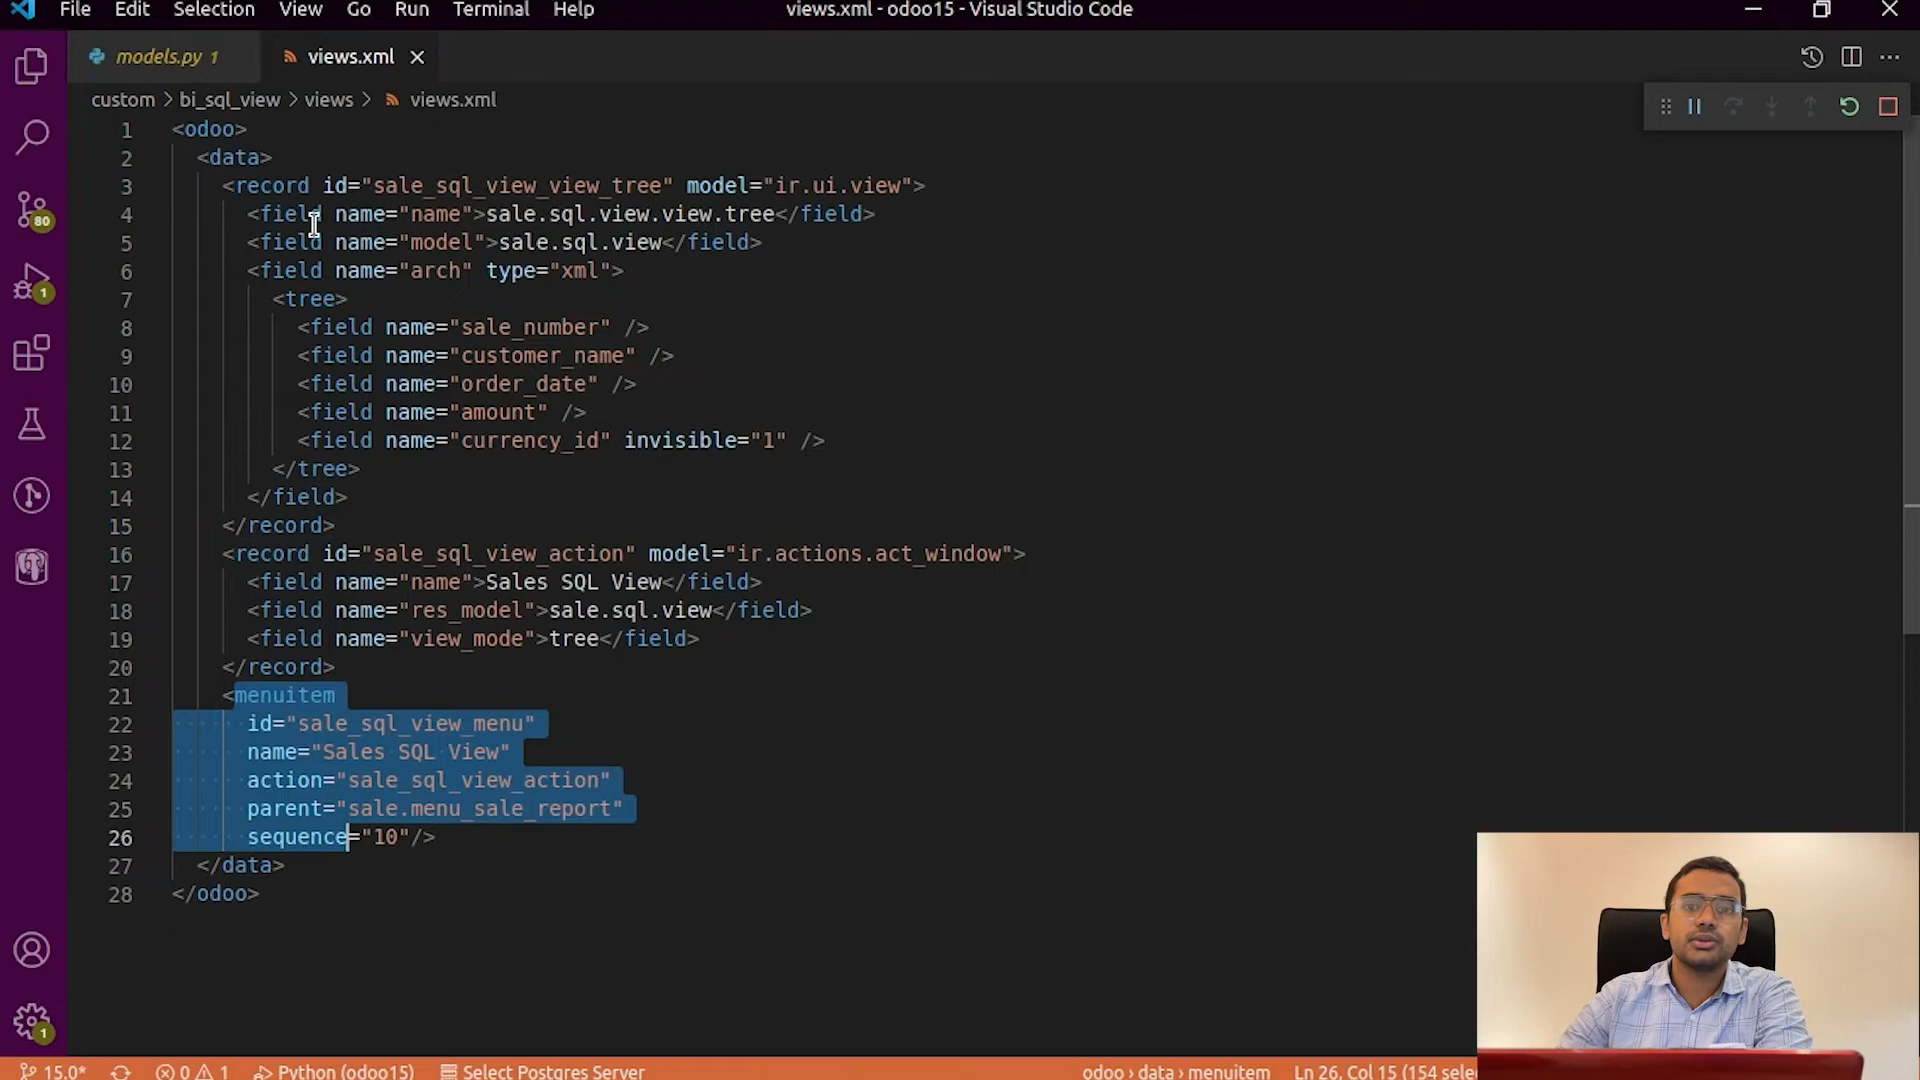 File Edit Selection View Go Run Terminal Help views.xml - odoo15 - Visual Studio Code
models.py 1 views.xml
custom > bi_sql_view > views > views.xml
1 <odoo>
2 <data>
3 <record id="sale_sql_view_view_tree" model="ir.ui.view">
4 <field name="name">sale.sql.view.view.tree</field>
5 <field name="model">sale.sql.view</field>
6 <field name="arch" type="xml">
7 <tree>
8 <field name="sale_number" />
9 <field name="customer_name" />
10 <field name="order_date" />
11 <field name="amount" />
12 <field name="currency_id" invisible="1" />
13 </tree>
14 </field>
15 </record>
16 <record id="sale_sql_view_action" model="ir.actions.act_window">
17 <field name="name">Sales SQL View</field>
18 <field name="res_model">sale.sql.view</field>
19 <field name="view_mode">tree</field>
20 </record>
21 <menuitem
22 id="sale_sql_view_menu"
23 name="Sales SQL View"
24 action="sale_sql_view_action"
25 parent="sale.menu_sale_report"
26 sequence="10"/>
27 </data>
28 </odoo>
80
1
1
15.0* 0 1 Python (odoo15) Select Postgres Server odoo › data › menuitem Ln 26, Col 15 (154 sele